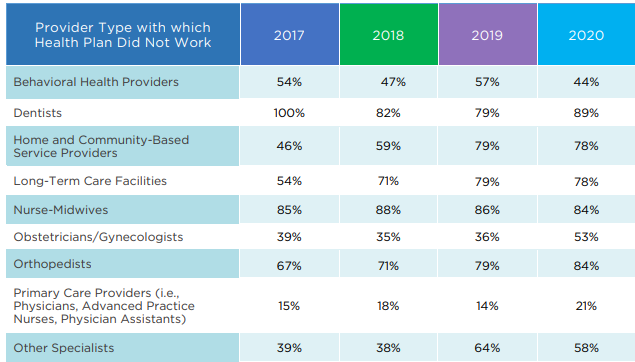 Provider Type with which
Health Plan Did Not Work
2017 2018 2019 2020
Behavioral Health Providers 54% 47% 57% 44%
Dentists 100% 82% 79% 89%
Home and Community-Based
Service Providers 46% 59% 79% 78%
Long-Term Care Facilities 54% 71% 79% 78%
Nurse-Midwives 85% 88% 86% 84%
Obstetricians/Gynecologists 39% 35% 36% 53%
Orthopedists 67% 71% 79% 84%
Primary Care Providers (i.e.,
Physicians, Advanced Practice
Nurses, Physician Assistants) 15% 18% 14% 21%
Other Specialists 39% 38% 64% 58%